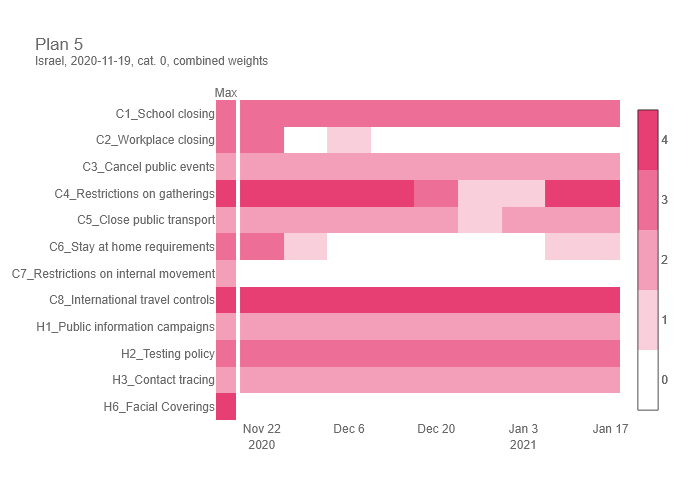 Plan 5
Israel, 2020-11-19, cat. 0, combined weights
Max
C1_School closing
C2_Workplace closing
C3_Cancel public events
C4_Restrictions on gatherings
C5_Close public transport
C6_Stay at home requirements
C7_Restrictions on internal movement
C8_International travel controls
H1_Public information campaigns
H2_Testing policy
H3_Contact tracing
H6_Facial Coverings
Nov 22 Dec 6 Dec 20 Jan 3 Jan 17
2020 2021
4
3
2
1
0